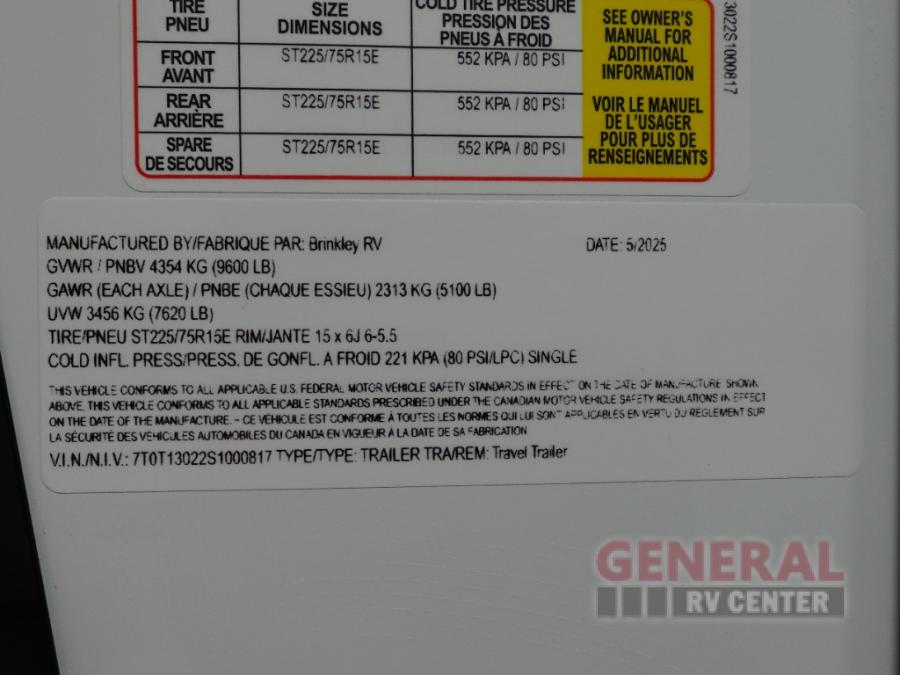 TIRE
PNEU
SIZE
DIMENSIONS
COLD TIRE PRESSURE
PRESSION DES
PNEUS À FROID
SEE OWNER'S
MANUAL FOR
ADDITIONAL
INFORMATION
VOIR LE MANUEL
DE L'USAGER
POUR PLUS DE
RENSEIGNEMENTS
FRONT
AVANT
ST225/75R15E
552 KPA / 80 PSI
REAR
ARRIÈRE
ST225/75R15E
552 KPA / 80 PSI
SPARE
DE SECOURS
ST225/75R15E
552 KPA / 80 PSI
3022S1000817
MANUFACTURED BY/FABRIQUE PAR: Brinkley RV DATE: 5/2025
GVWR / PNBV 4354 KG (9600 LB)
GAWR (EACH AXLE) / PNBE (CHAQUE ESSIEU) 2313 KG (5100 LB)
UVW 3456 KG (7620 LB)
TIRE/PNEU ST225/75R15E RIM/JANTE 15 x 6J 6-5.5
COLD INFL. PRESS/PRESS. DE GONFL. A FROID 221 KPA (80 PSI/LPC) SINGLE
THIS VEHICLE CONFORMS TO ALL APPLICABLE U.S. FEDERAL MOTOR VEHICLE SAFETY STANDARDS IN EFFECT ON THE DATE OF MANUFACTURE SHOWN
ABOVE. THIS VEHICLE CONFORMS TO ALL APPLICABLE STANDARDS PRESCRIBED UNDER THE CANADIAN MOTOR VEHICLE SAFETY REGULATIONS IN EFFECT
ON THE DATE OF THE MANUFACTURE. - CE VEHICULE EST CONFORME À TOUTES LES NORMES QUI LUI SONT APPLICABLES EN VERTU DU REGLEMENT SUR
LA SÉCURITÉ DES VEHICULES AUTOMOBILES DU CANADA EN VIGUEUR À LA DATE DE SA FABRICATION
V.I.N./N.I.V.: 7T0T13022S1000817 TYPE/TYPE: TRAILER TRA/REM: Travel Trailer
GENERAL
RV CENTER